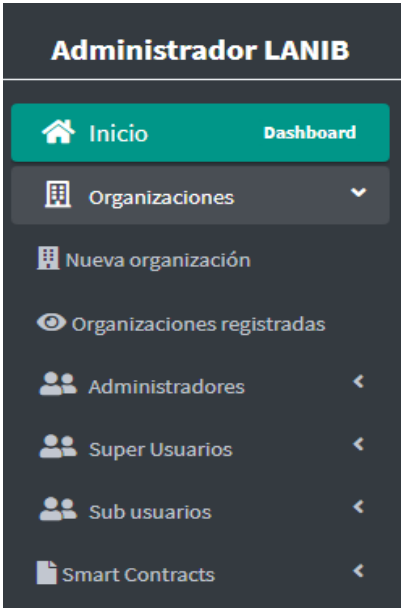 Administrador LANIB
Inicio Dashboard
Organizaciones
Nueva organización
Organizaciones registradas
Administradores
Super Usuarios
Sub usuarios
Smart Contracts